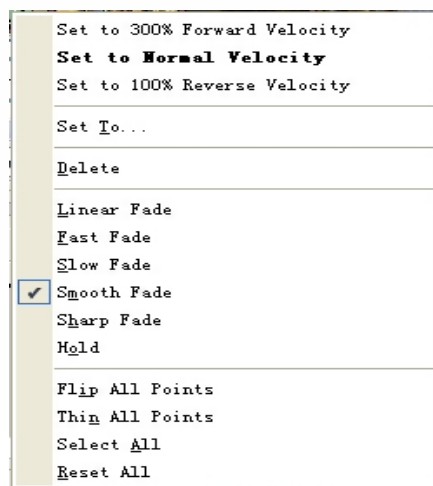 Set to 300% Forward Velocity
Set to Normal Velocity
Set to 100% Reverse Velocity
Set To...
Delete
Linear Fade
Fast Fade
Slow Fade
Smooth Fade
Sharp Fade
Hold
Flip All Points
Thin All Points
Select All
Reset All